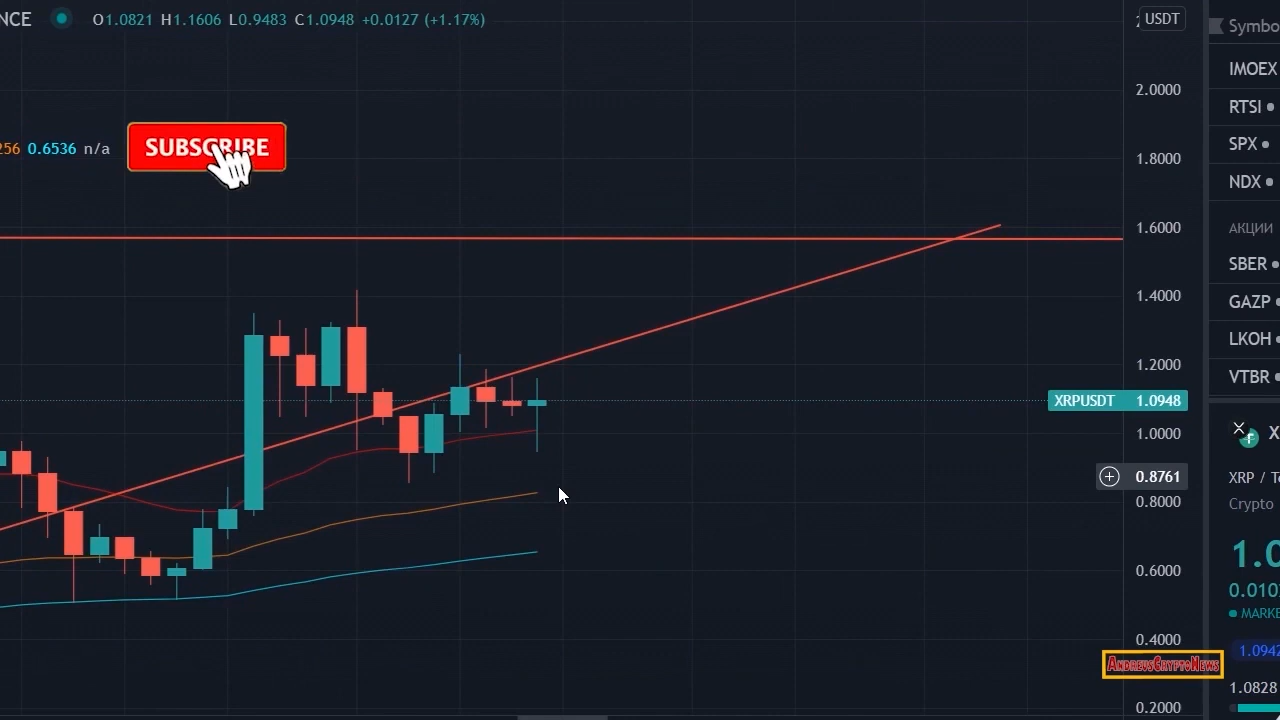 NCE O1.0821 H1.1606 L0.9483 C1.0948 +0.0127 (+1.17%)
USDT
Symbo
2.0000
IMOEX
RTSI
256 0.6536 n/a
SUBSCRIBE
1.8000
SPX
NDX
1.6000
АКЦИИ
SBER
1.4000
GAZP
LKOH
1.2000
VTBR
XRPUSDT 1.0948
1.0000
X
0.8761
XRP / Te
0.8000
Crypto
1.0
0.6000
0.010
MARKE
0.4000
1.0942
ANDREUSCRYPTONEWS
1.0828
0.2000